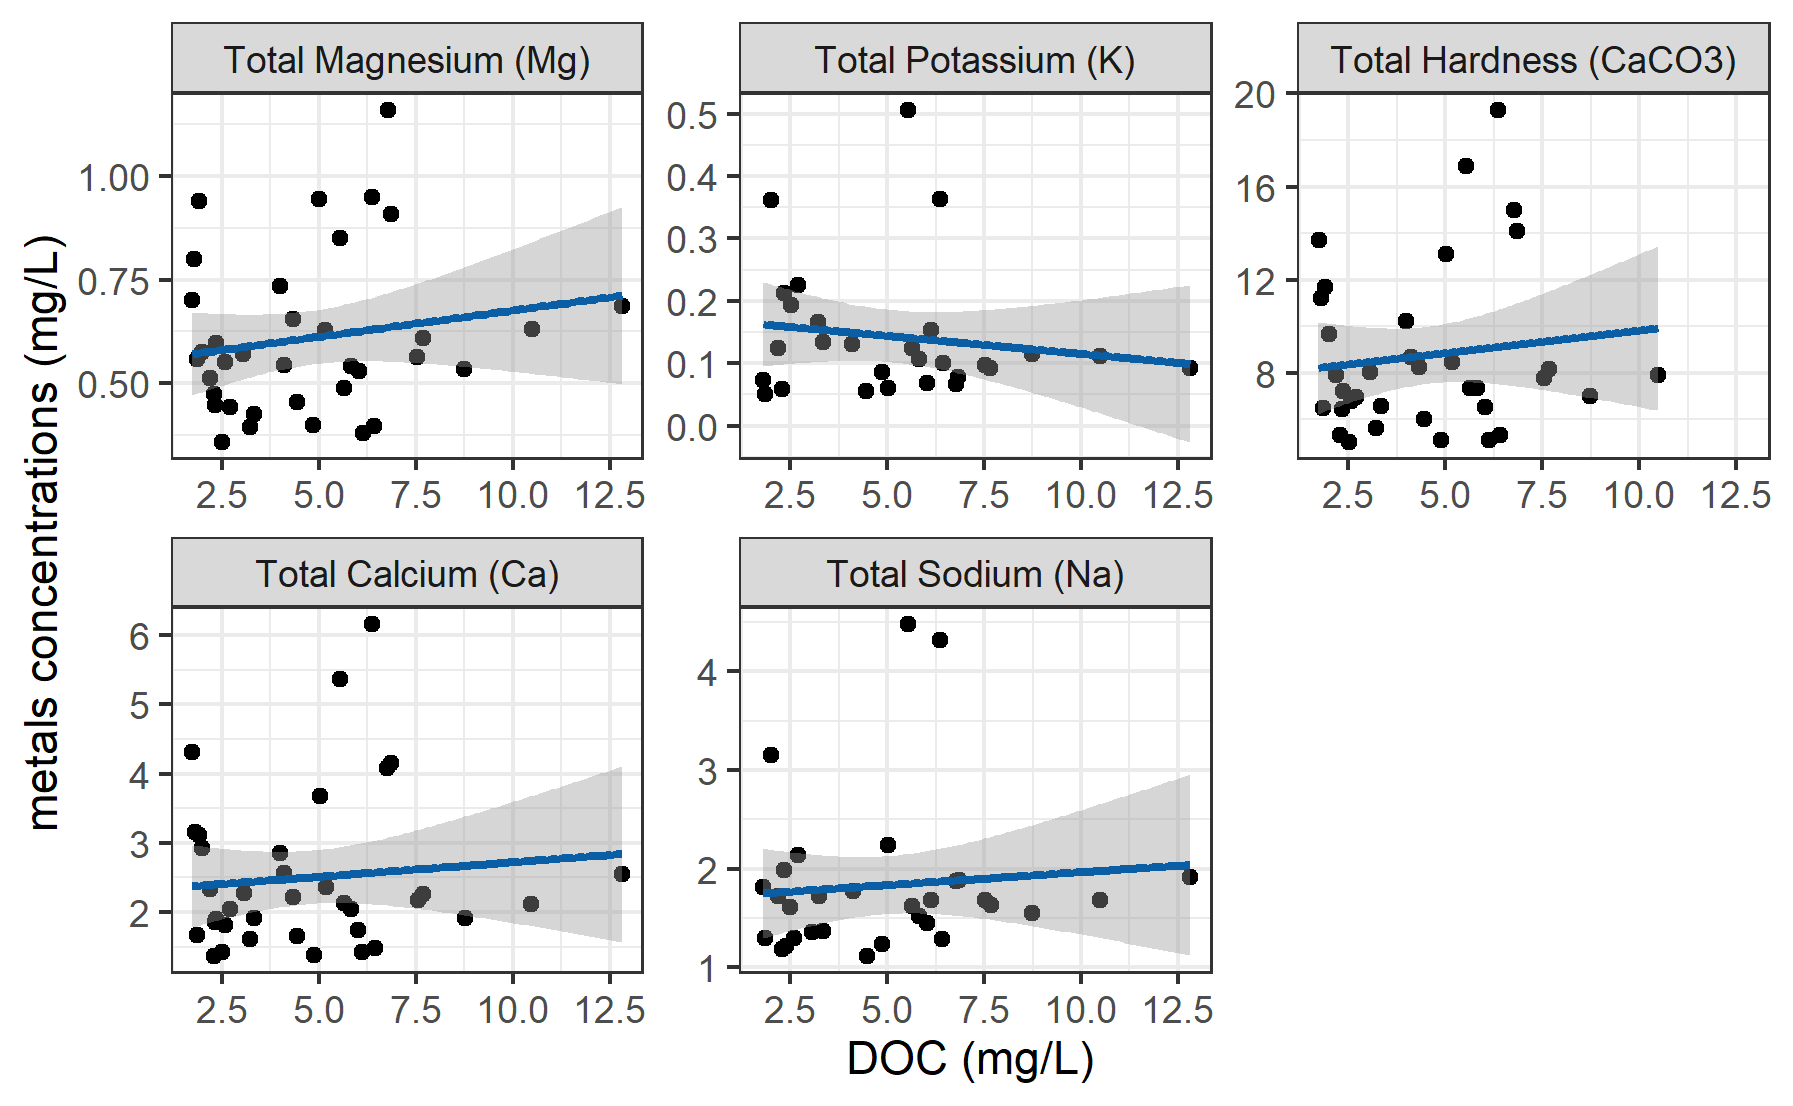 Total Magnesium (Mg)
Total Potassium (K)
Total Hardness (CaCO3)
1.00
0.75
0.50
0.5
0.4
0.3
0.2
0.1
0.0
20
16
12
8
2.5 5.0 7.5 10.0 12.5
2.5 5.0 7.5 10.0 12.5
2.5 5.0 7.5 10.0 12.5
metals concentrations (mg/L)
Total Calcium (Ca)
Total Sodium (Na)
6
5
4
3
2
4
3
2
1
2.5 5.0 7.5 10.0 12.5
2.5 5.0 7.5 10.0 12.5
DOC (mg/L)